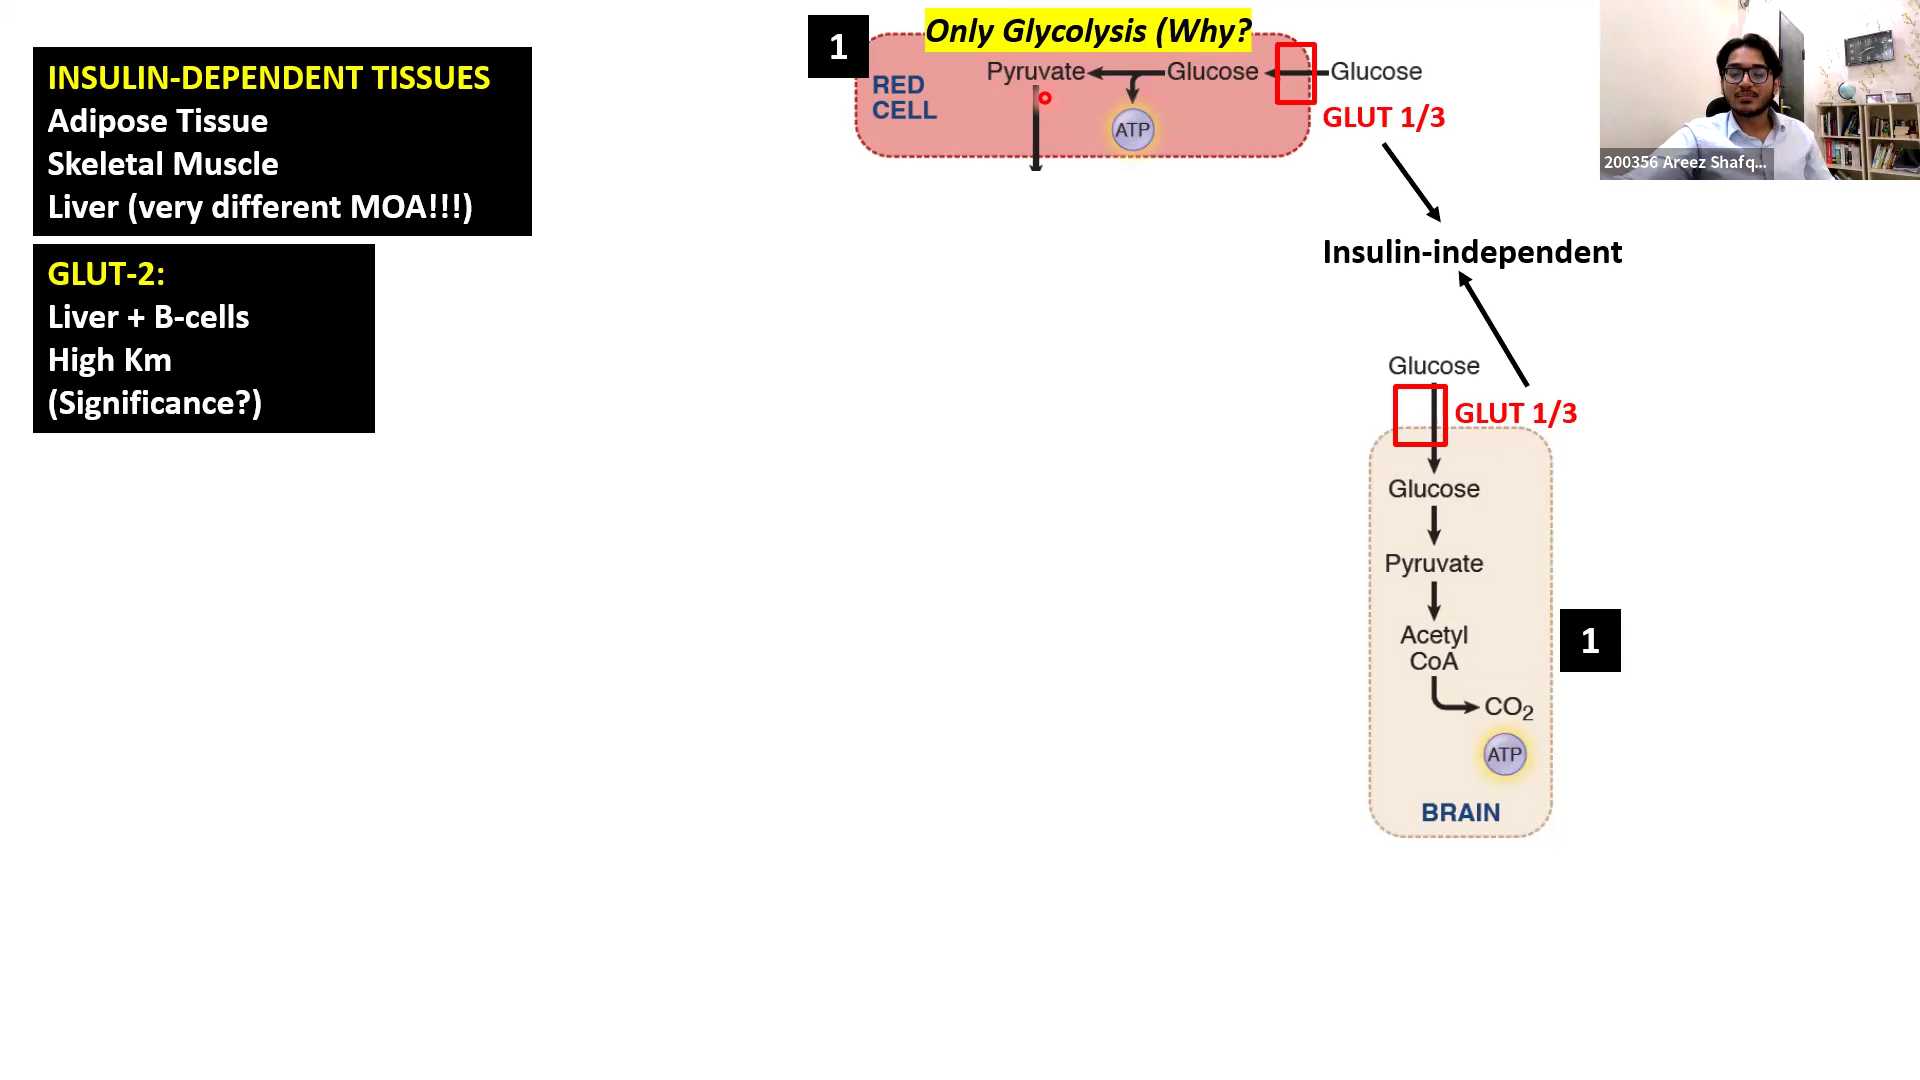 INSULIN-DEPENDENT TISSUES
Adipose Tissue
Skeletal Muscle
Liver (very different MOA!!!)
GLUT-2:
Liver + B-cells
High Km
(Significance?)
1
Only Glycolysis (Why?
RED
CELL
Pyruvate
Glucose
Glucose
ATP
GLUT 1/3
200356 Areez Shafq...
Insulin-independent
Glucose
GLUT 1/3
Glucose
Pyruvate
Acetyl
CoA
CO2
ATP
BRAIN
1